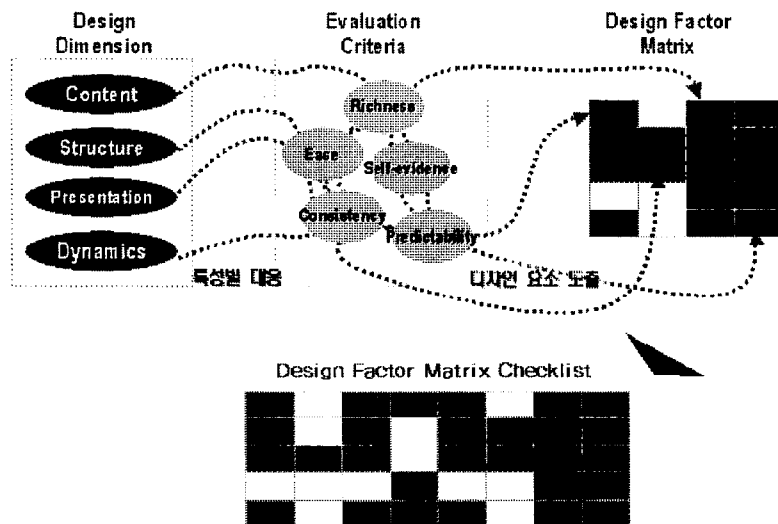 Design
Dimension
Evaluation
Criteria
Design Factor
Matrix
Content
Structure
Presentation
Dynamics
Richness
Ease
Self-evidence
Consistency
Predictability
특성별 대응
디자인 요소 도출
Design Factor Matrix Checklist